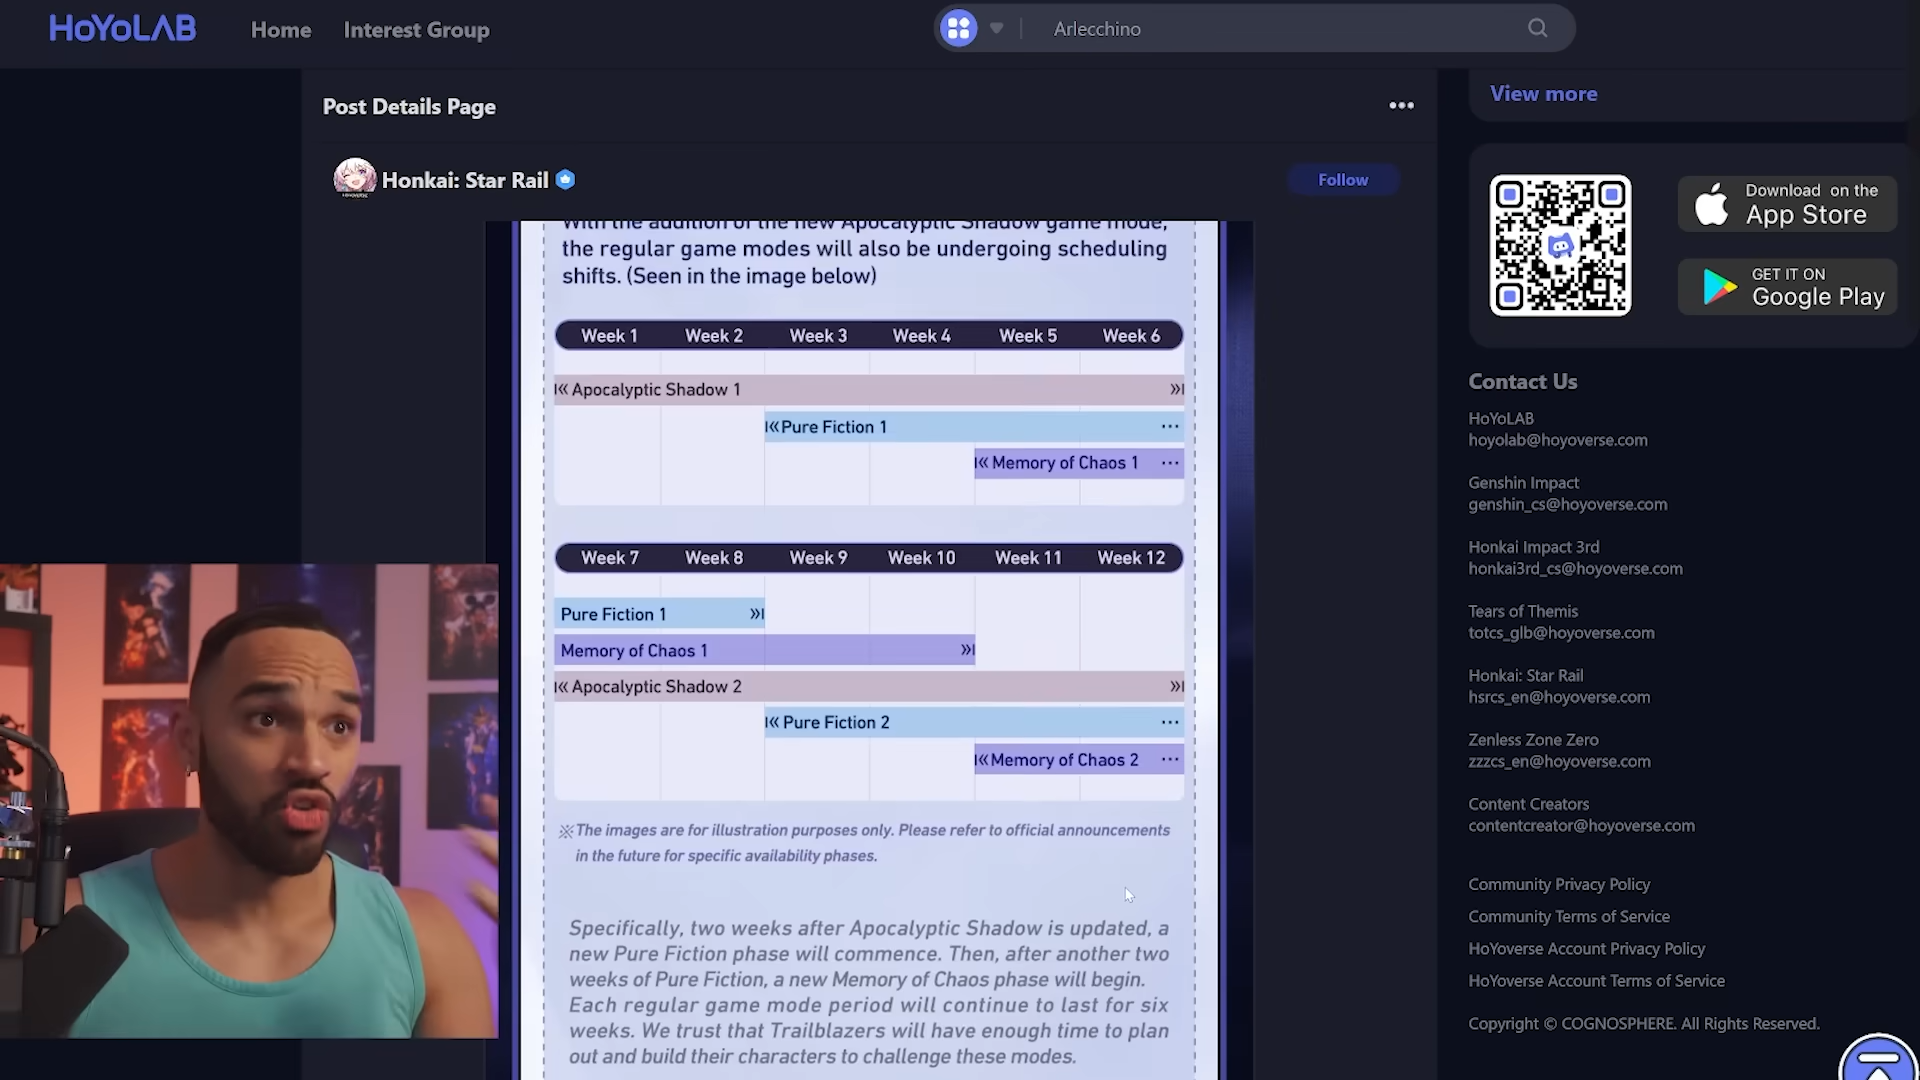 HoYoLAB
Home
Interest Group
Arlecchino
Post Details Page
Honkai: Star Rail
Follow
With the addition of the new Apocalyptic Shadow game mode,
the regular game modes will also be undergoing scheduling
shifts. (Seen in the image below)
Week 1 Week 2 Week 3 Week 4 Week 5 Week 6
Apocalyptic Shadow 1
Pure Fiction 1
Memory of Chaos 1
Week 7 Week 8 Week 9 Week 10 Week 11 Week 12
Pure Fiction 1
Memory of Chaos 1
Apocalyptic Shadow 2
Pure Fiction 2
Memory of Chaos 2
※The images are for illustration purposes only. Please refer to official announcements
in the future for specific availability phases.
Specifically, two weeks after Apocalyptic Shadow is updated, a
new Pure Fiction phase will commence. Then, after another two
weeks of Pure Fiction, a new Memory of Chaos phase will begin.
Each regular game mode period will continue to last for six
weeks. We trust that Trailblazers will have enough time to plan
out and build their characters to challenge these modes.
View more
Download on the
App Store
GET IT ON
Google Play
Contact Us
HoYoLAB
hoyolab@hoyoverse.com
Genshin Impact
genshin_cs@hoyoverse.com
Honkai Impact 3rd
honkai3rd_cs@hoyoverse.com
Tears of Themis
totcs_glb@hoyoverse.com
Honkai: Star Rail
hsrcs_en@hoyoverse.com
Zenless Zone Zero
zzzcs_en@hoyoverse.com
Content Creators
contentcreator@hoyoverse.com
Community Privacy Policy
Community Terms of Service
HoYoverse Account Privacy Policy
HoYoverse Account Terms of Service
Copyright © COGNOSPHERE. All Rights Reserved.